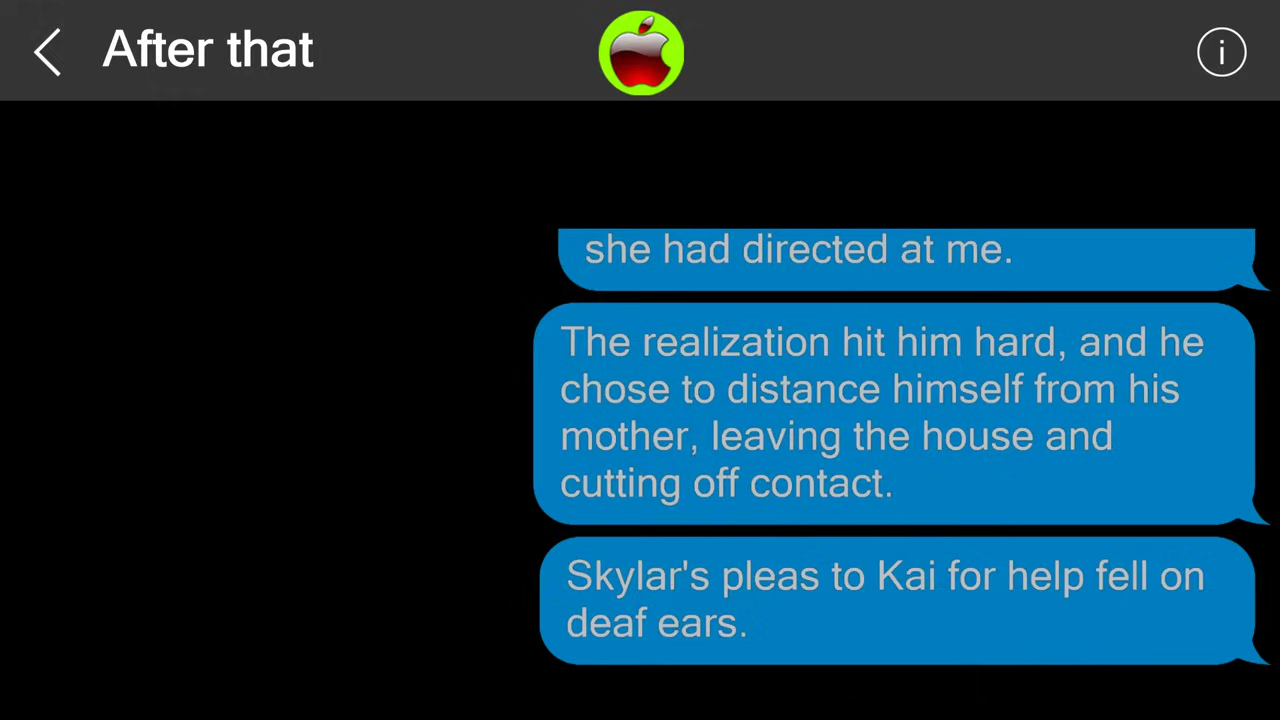 After that
she had directed at me.
The realization hit him hard, and he
chose to distance himself from his
mother, leaving the house and
cutting off contact.
Skylar's pleas to Kai for help fell on
deaf ears.